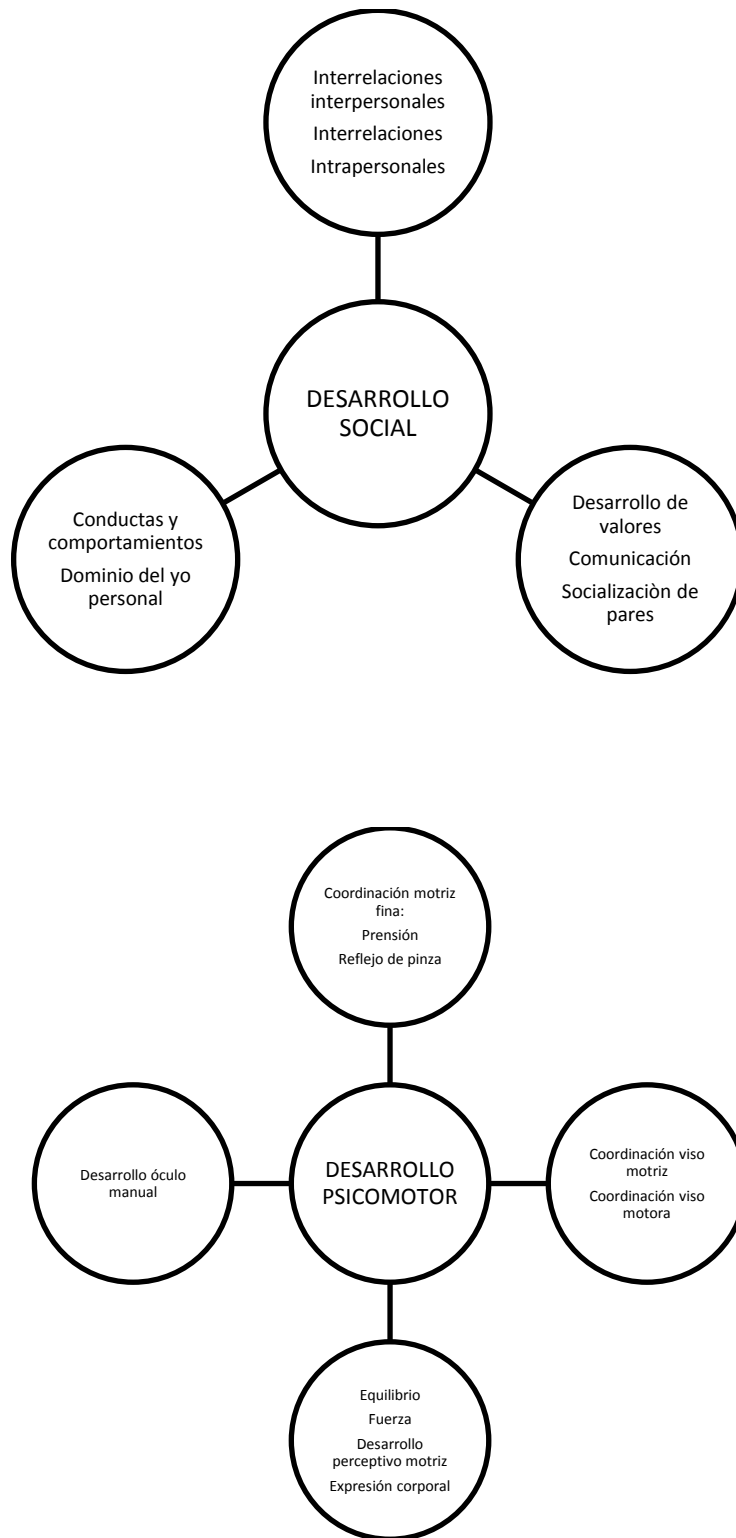 Interrelaciones
interpersonales
Interrelaciones
Intrapersonales
DESARROLLO
SOCIAL
Conductas y
comportamientos
Dominio del yo
personal
Desarrollo de
valores
Comunicación
Socializaciòn de
pares
Coordinación motriz
fina:
Prensión
Reflejo de pinza
Desarrollo óculo
manual
DESARROLLO
PSICOMOTOR
Coordinación viso
motriz
Coordinación viso
motora
Equilibrio
Fuerza
Desarrollo
perceptivo motriz
Expresión corporal